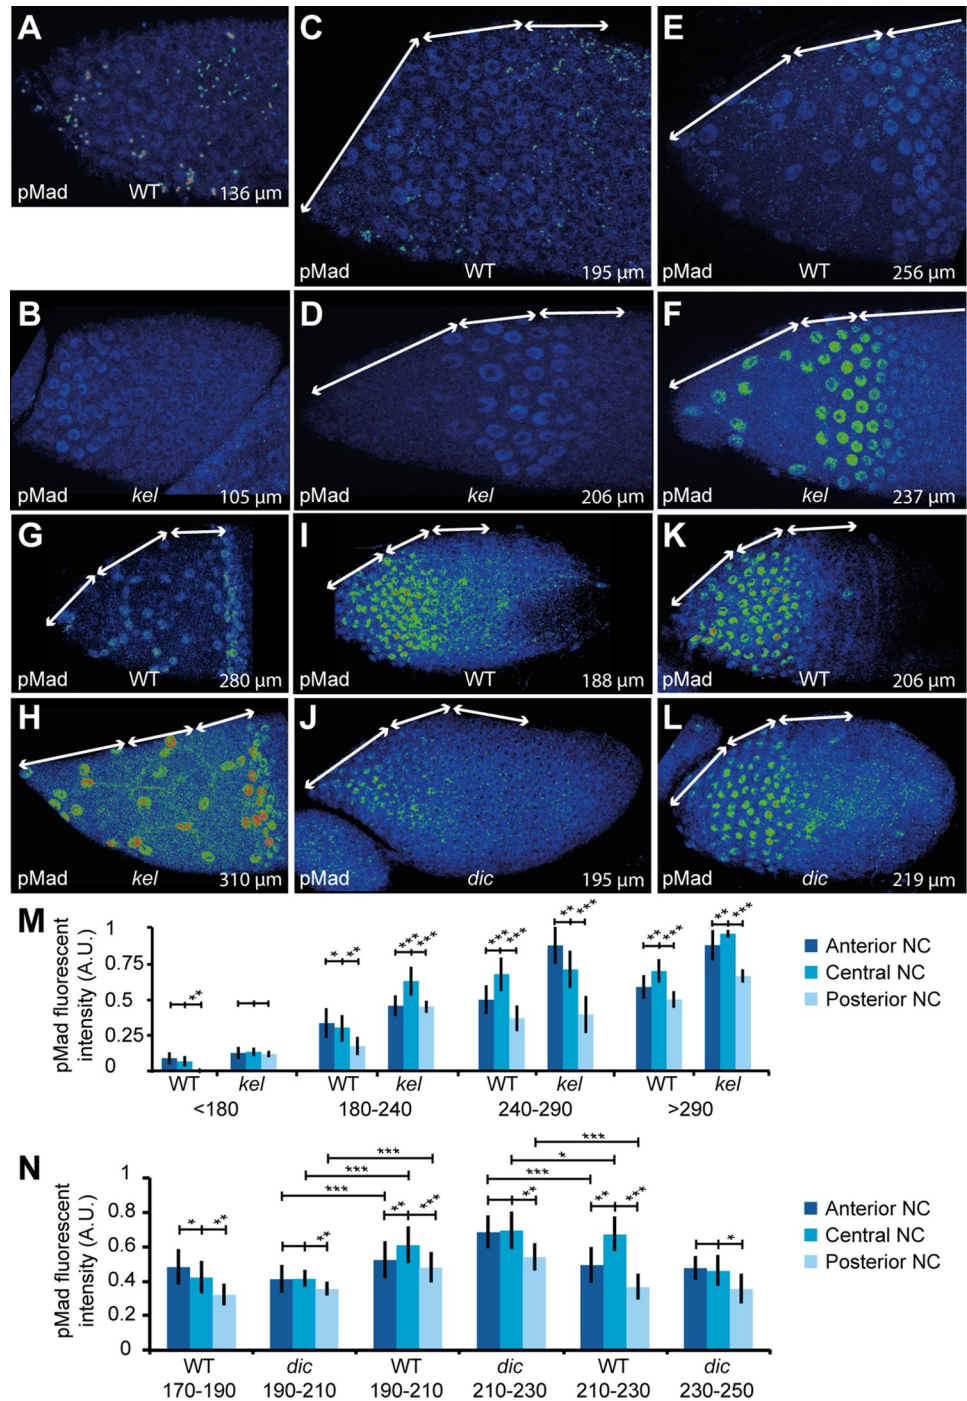 A
pMad WT 136 µm
C
pMad WT 195 µm
E
pMad WT 256 µm
B
pMad kel 105 µm
D
pMad kel 206 µm
F
pMad kel 237 µm
G
pMad WT 280 µm
I
pMad WT 188 µm
K
pMad WT 206 µm
H
pMad kel 310 µm
J
pMad dic 195 µm
L
pMad dic 219 µm
M
pMad fluorescent
intensity (A.U.)
1
0.75
0.5
0.25
0
** * ** *** *** *** *** ** *** ** *** ** ***
WT kel WT kel WT kel WT kel
<180 180-240 240-290 >290
Anterior NC
Central NC
Posterior NC
N
pMad fluorescent
intensity (A.U.)
1
0.8
0.6
0.4
0.2
0
*** ***
*** *
*** ***
* ** ** ** *** ** ** *** *
WT dic WT dic WT dic
170-190 190-210 190-210 210-230 210-230 230-250
Anterior NC
Central NC
Posterior NC